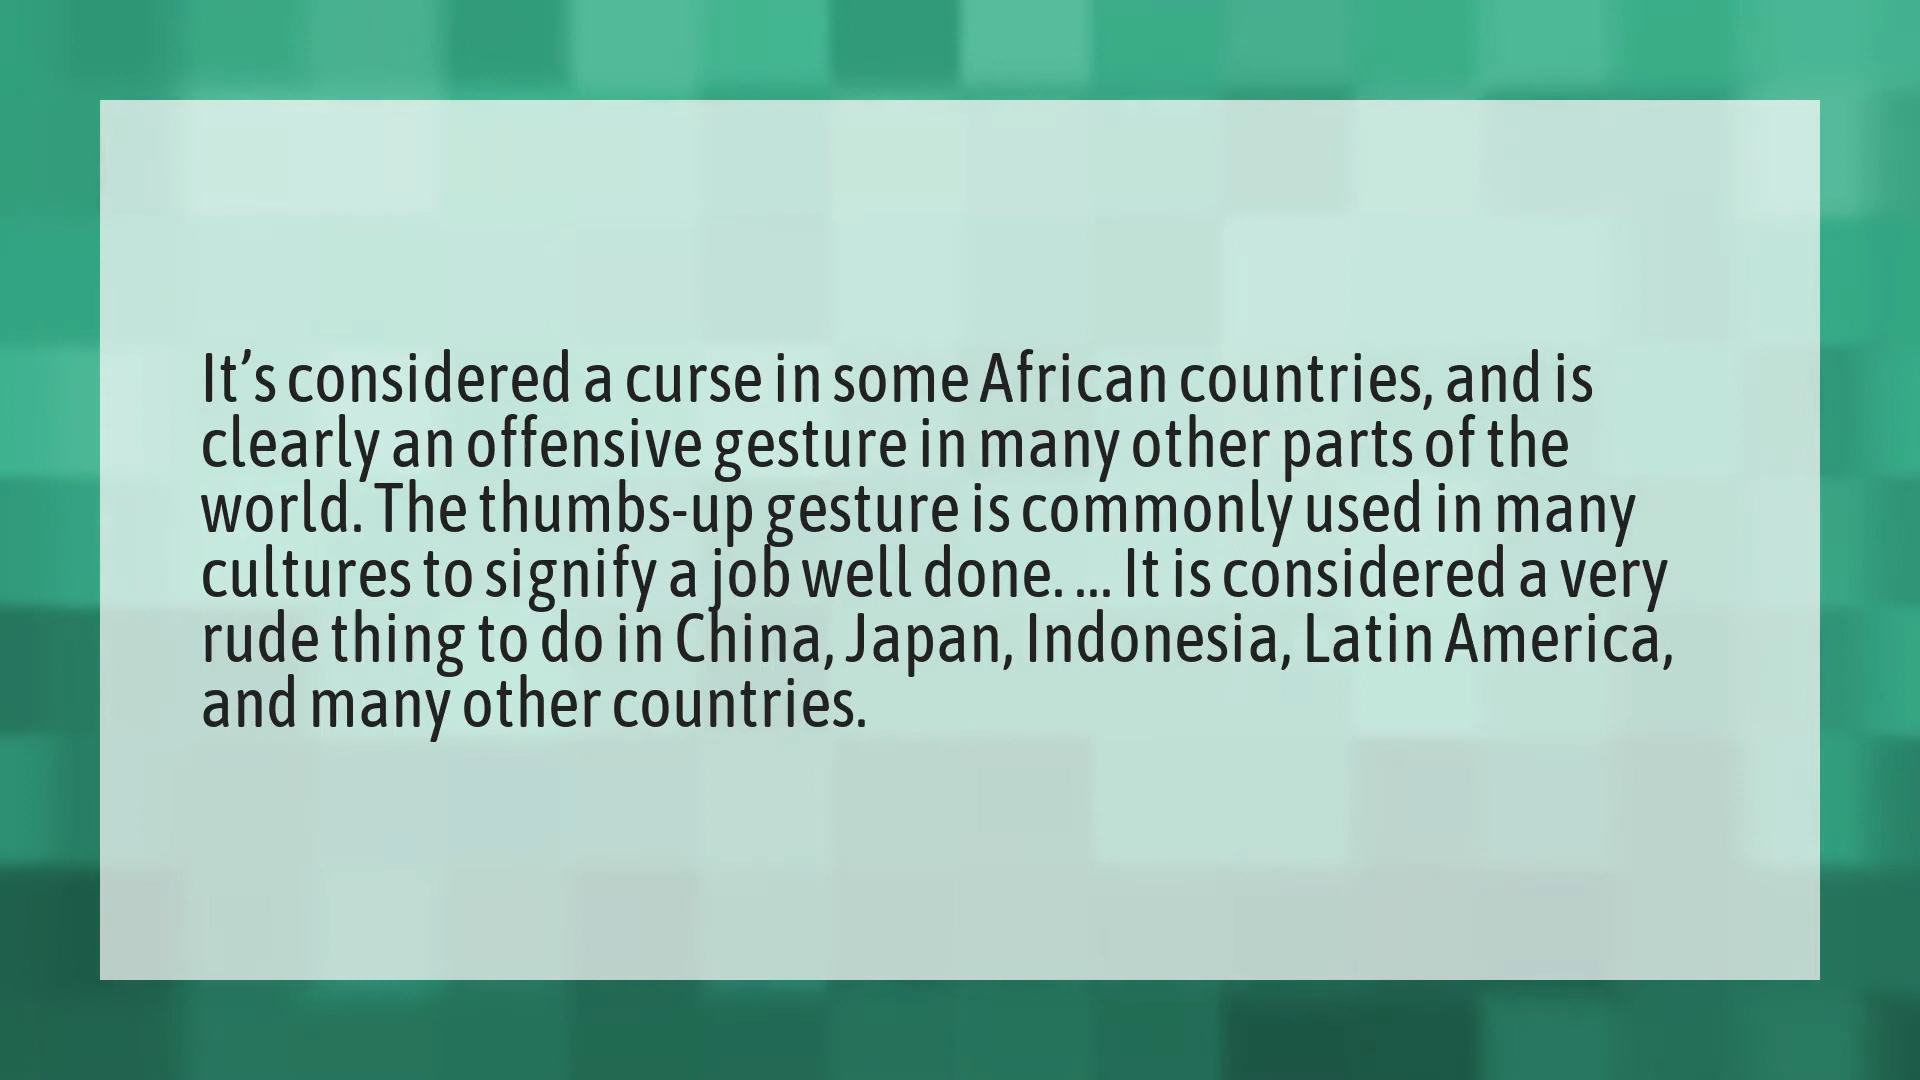 It’s considered a curse in some African countries, and is
clearly an offensive gesture in many other parts of the
world. The thumbs-up gesture is commonly used in many
cultures to signify a job well done. ... It is considered a very
rude thing to do in China, Japan, Indonesia, Latin America,
and many other countries.